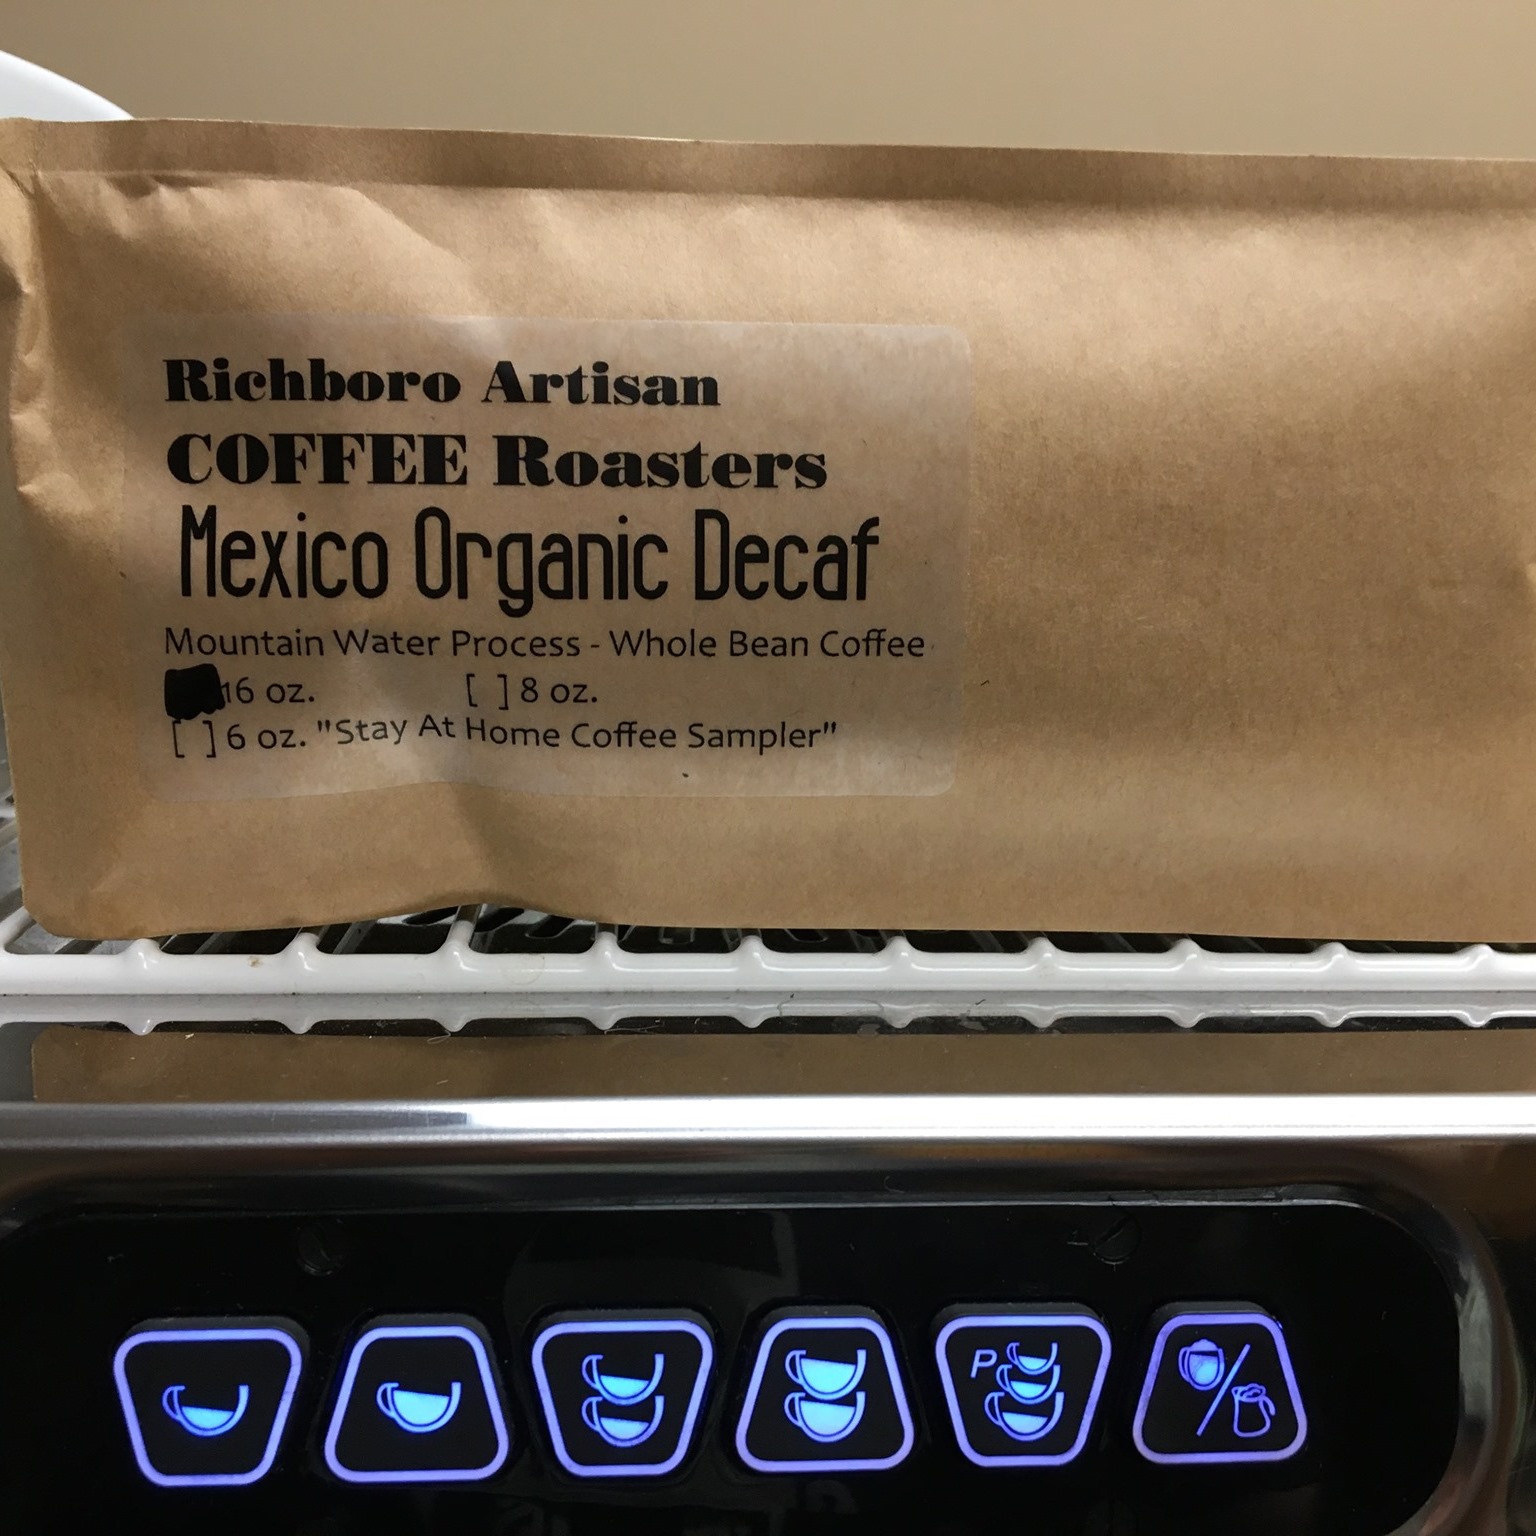 Richboro Artisan
COFFEE Roasters
Mexico Organic Decaf
Mountain Water Process - Whole Bean Coffee
16 oz. [ ] 8 oz.
[ ] 6 oz. "Stay At Home Coffee Sampler"
P